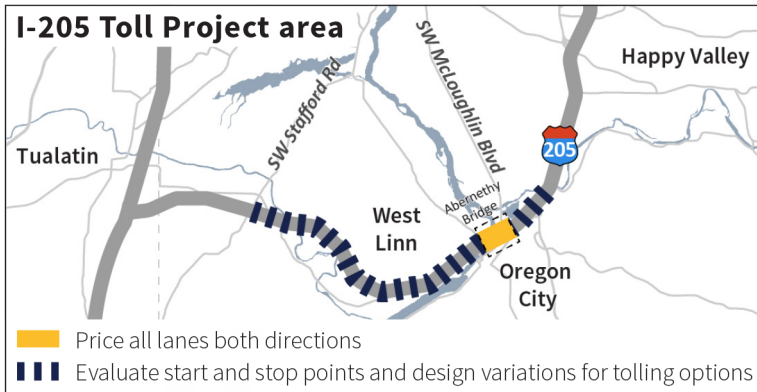 I-205 Toll Project area
Happy Valley
SW McLoughlin Blvd
SW Stafford Rd
Tualatin
205
Abernethy
Bridge
West
Linn
Oregon
City
Price all lanes both directions
Evaluate start and stop points and design variations for tolling options